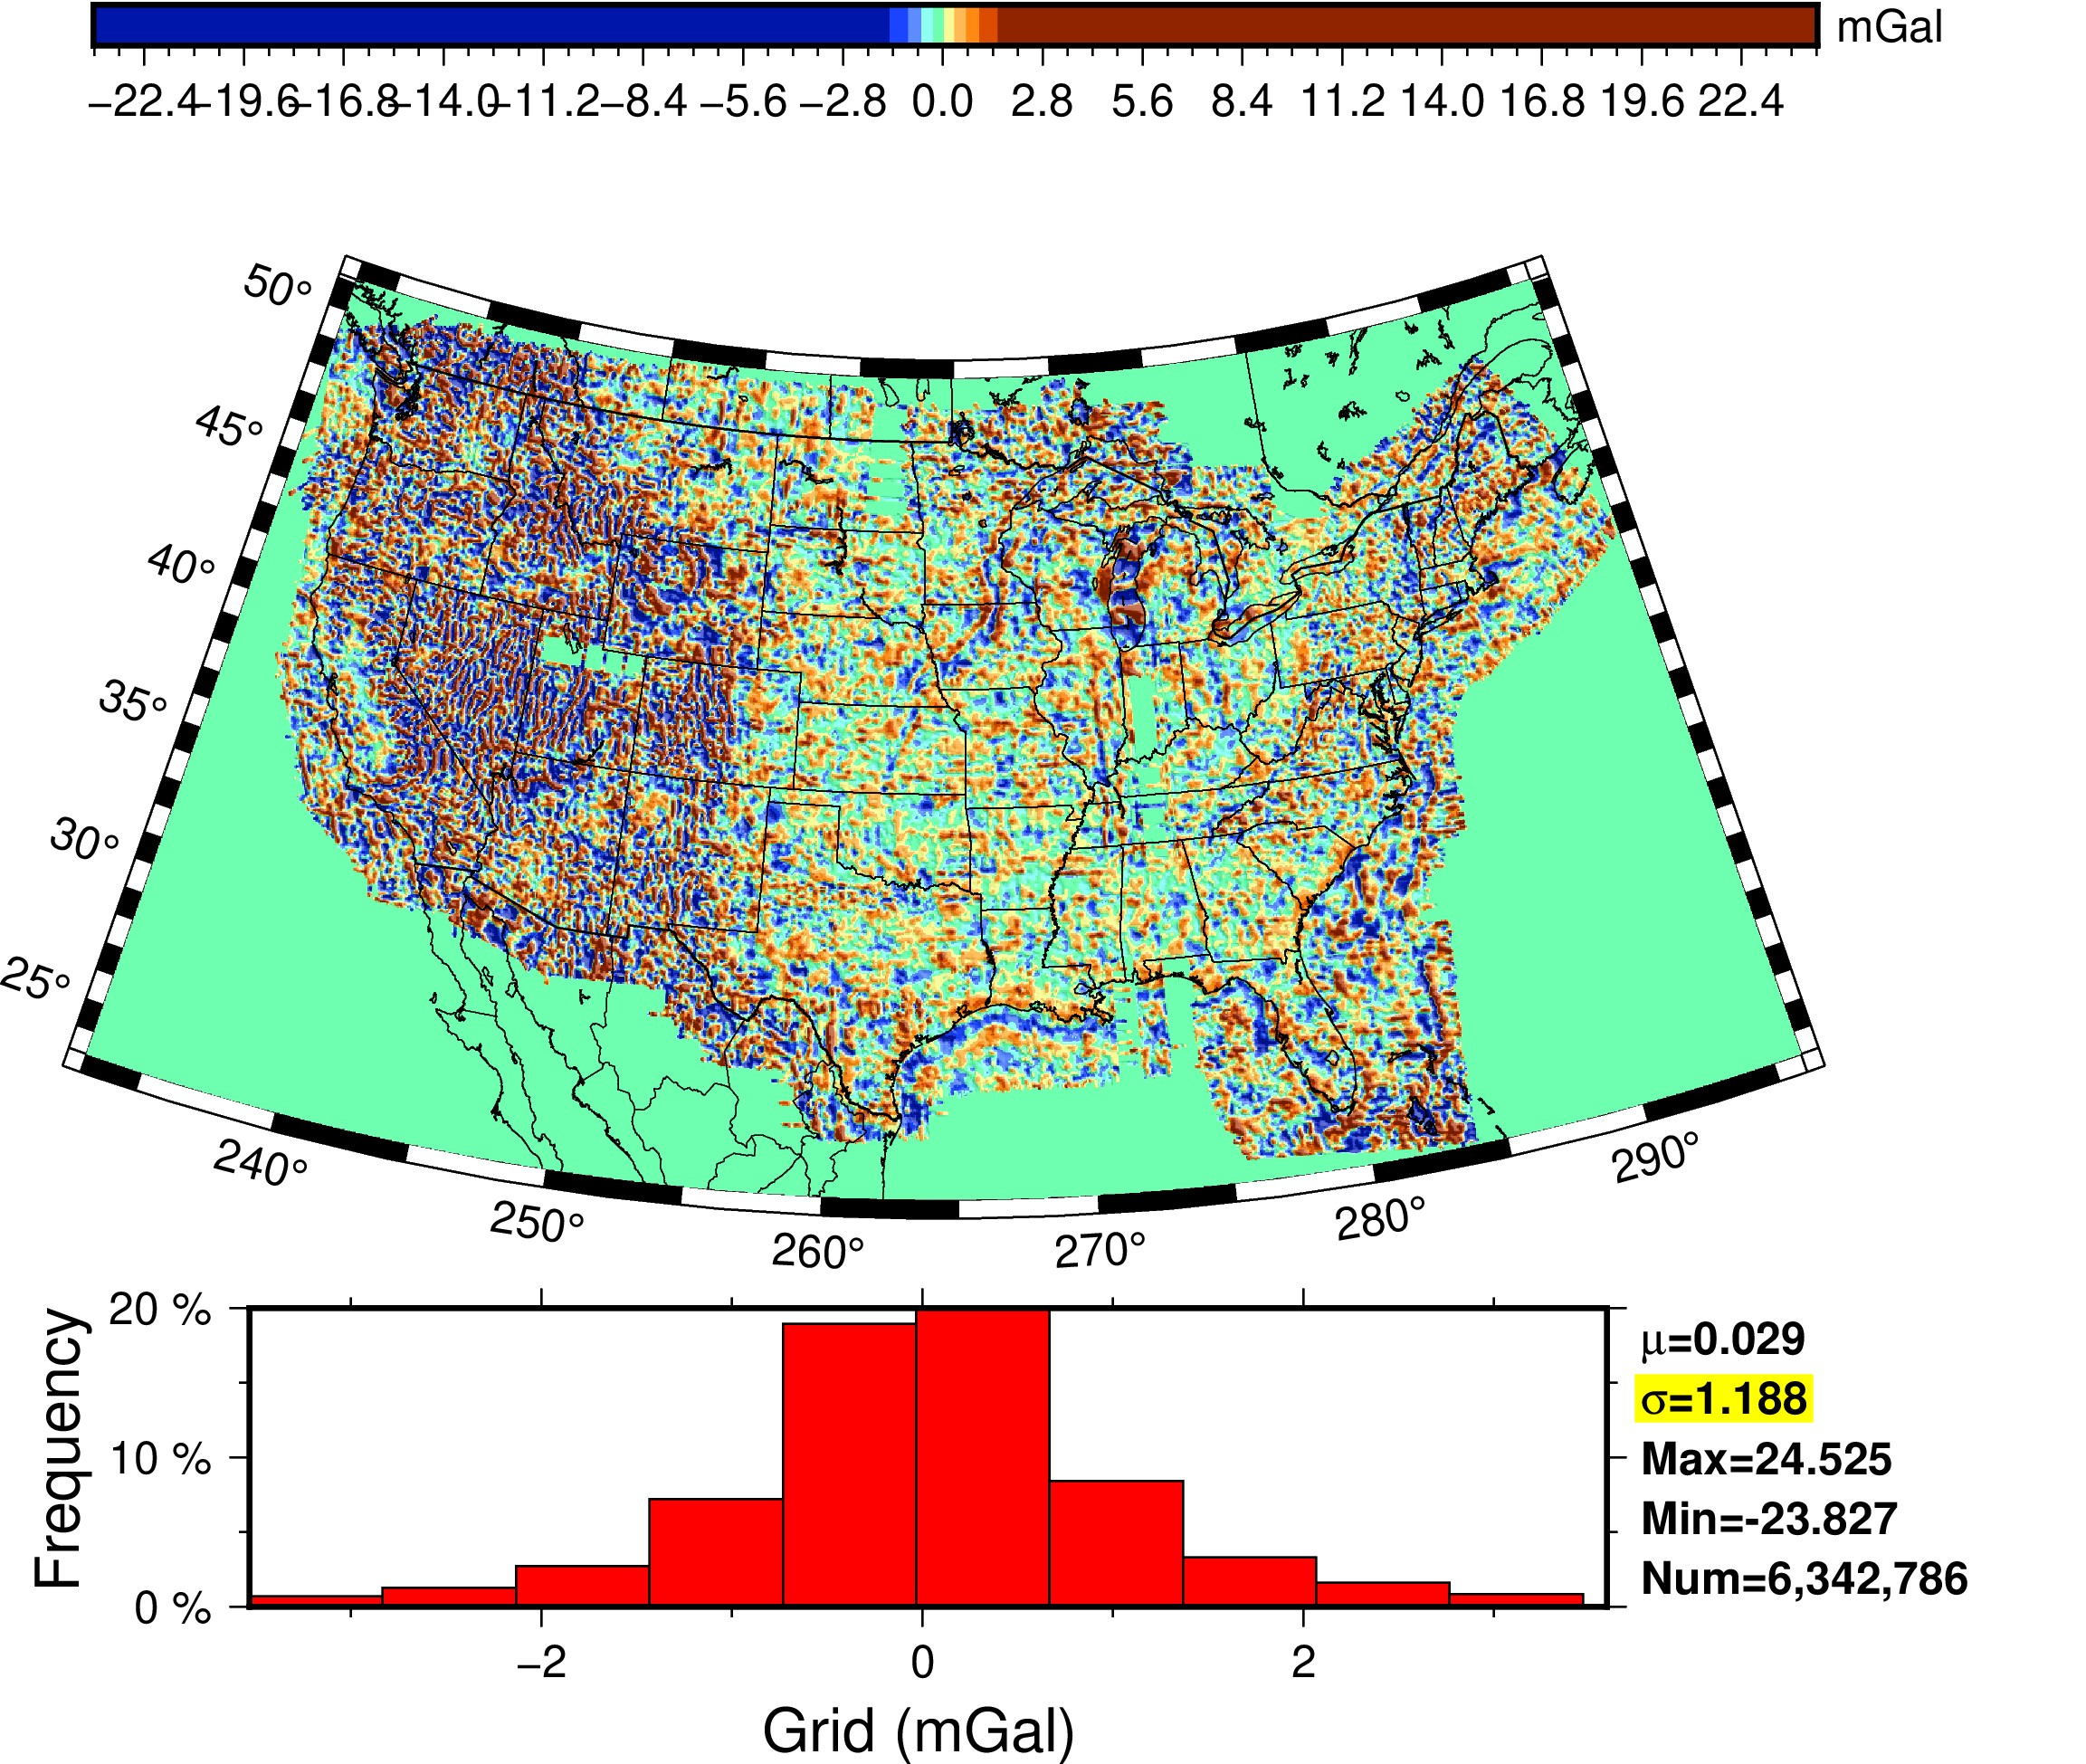 mGal
−22.4 −19.6 −16.8 −14.0 −11.2 −8.4 −5.6 −2.8 0.0 2.8 5.6 8.4 11.2 14.0 16.8 19.6 22.4
50°
45°
40°
35°
30°
25°
240°
250°
260°
270°
280°
290°
Frequency
20 %
10 %
0 %
−2 0 2
Grid (mGal)
μ=0.029
σ=1.188
Max=24.525
Min=-23.827
Num=6,342,786